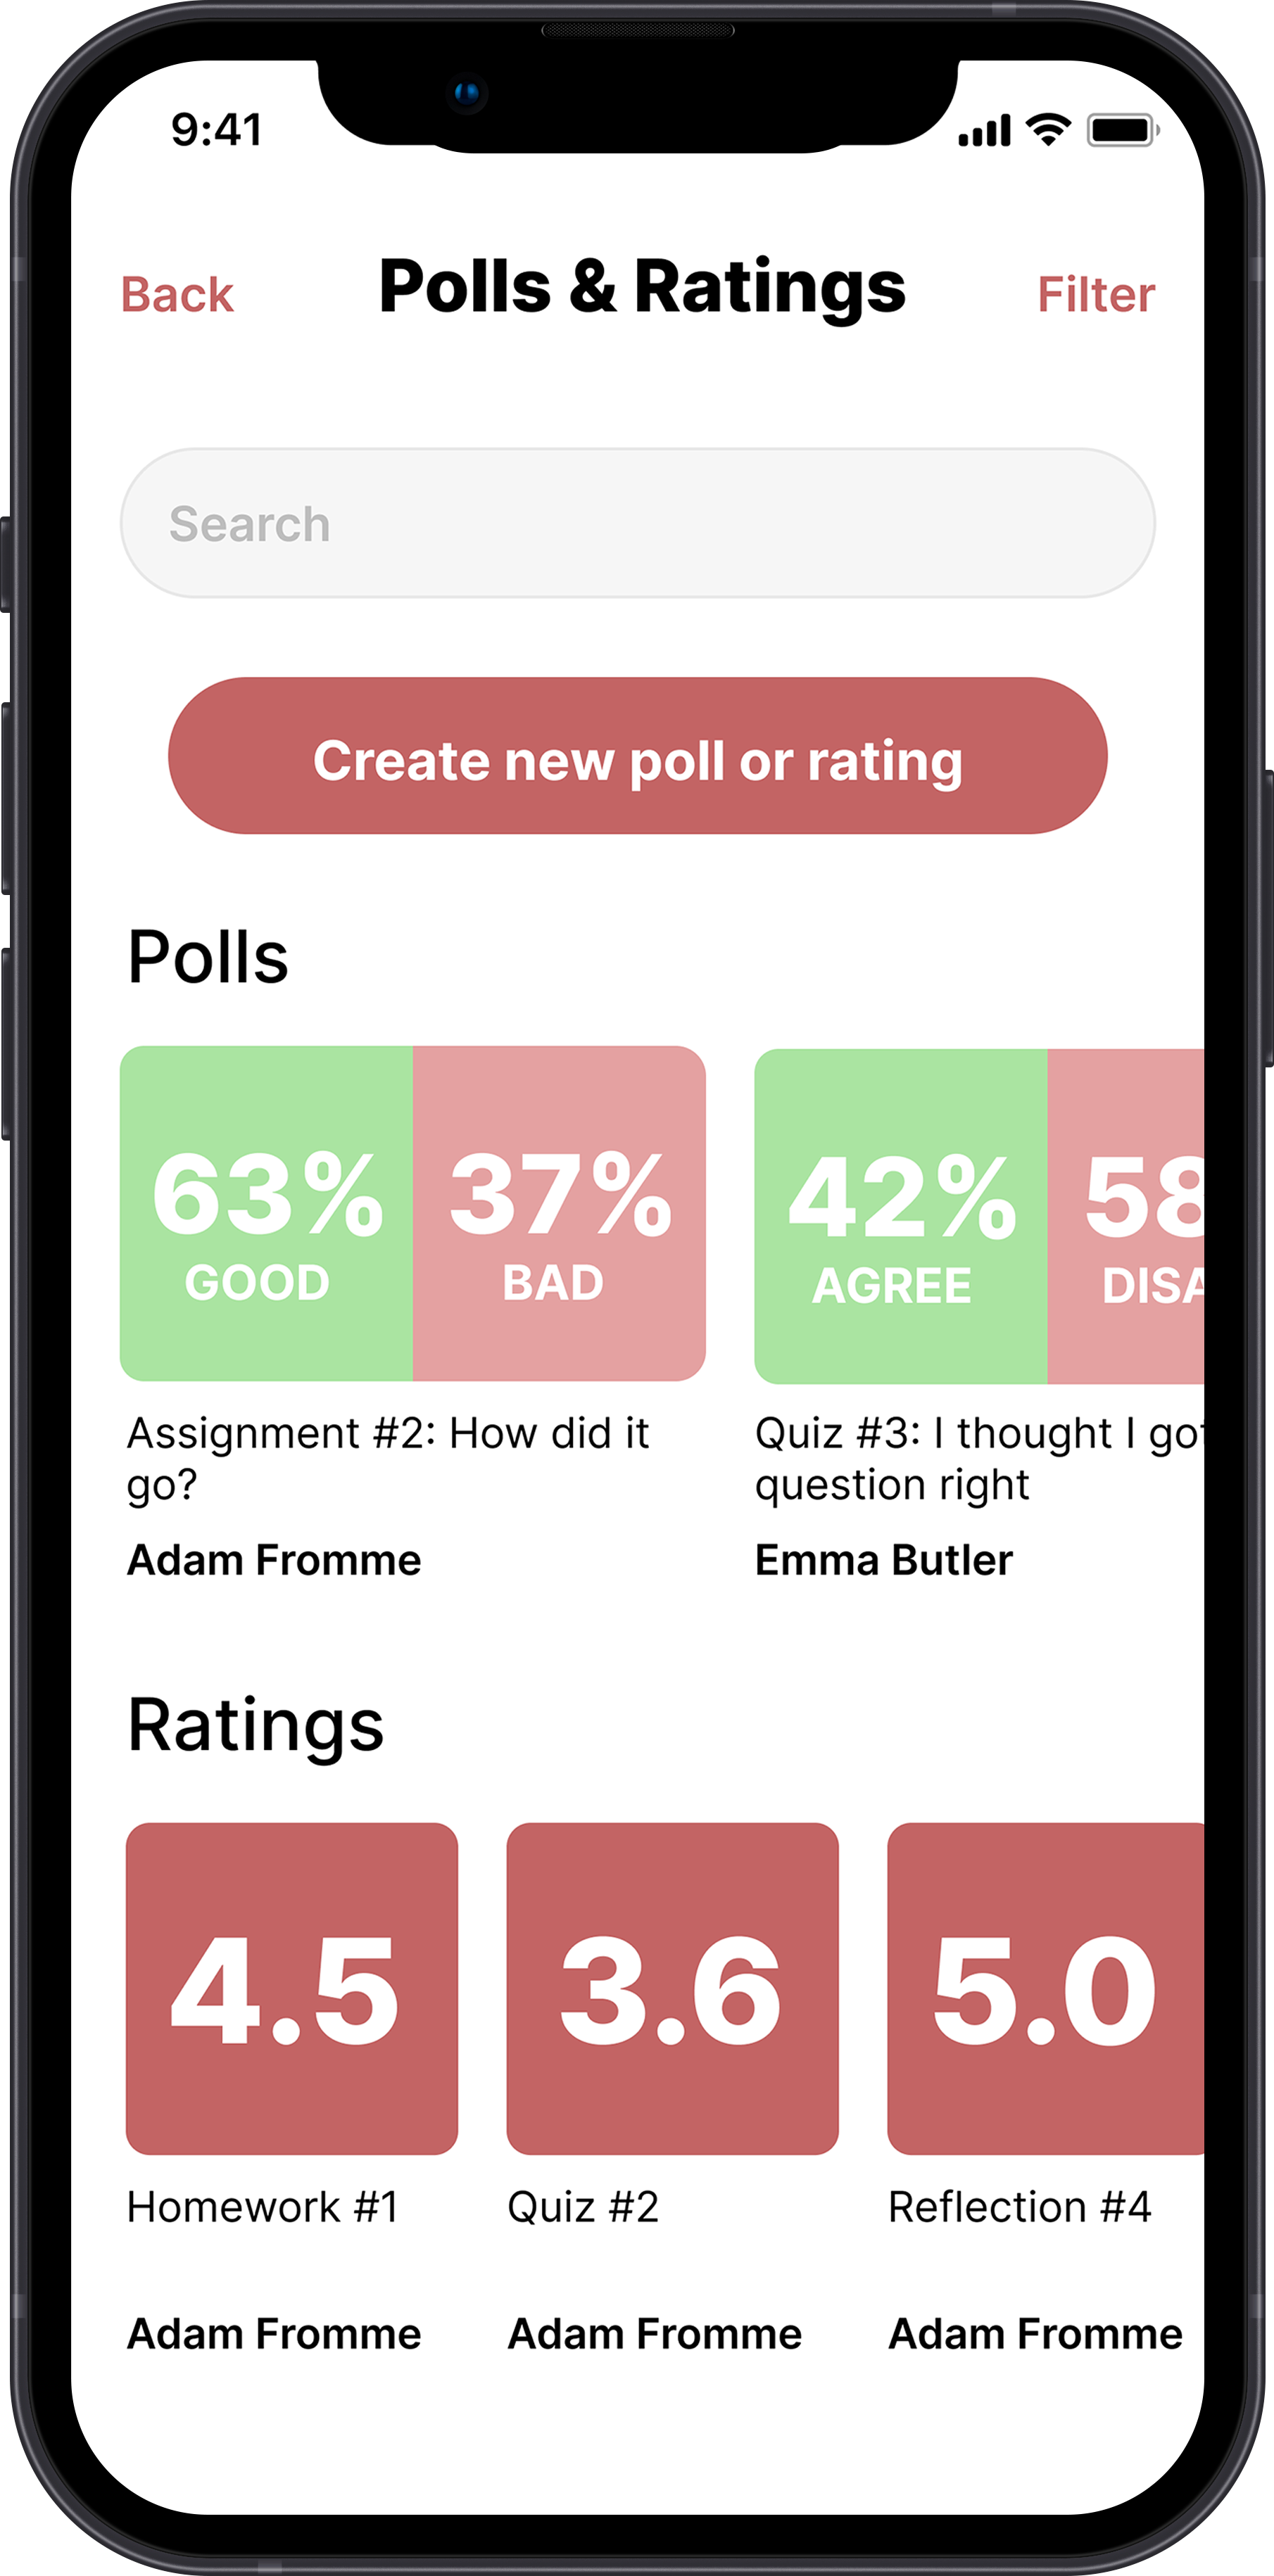 9:41
Back Polls & Ratings Filter
Search
Create new poll or rating
Polls
63% 37% 42% 58
GOOD BAD AGREE DISA
Assignment #2: How did it
go?
Adam Fromme
Quiz #3: I thought I got
question right
Emma Butler
Ratings
4.5 3.6 5.0
Homework #1 Quiz #2 Reflection #4
Adam Fromme Adam Fromme Adam Fromme